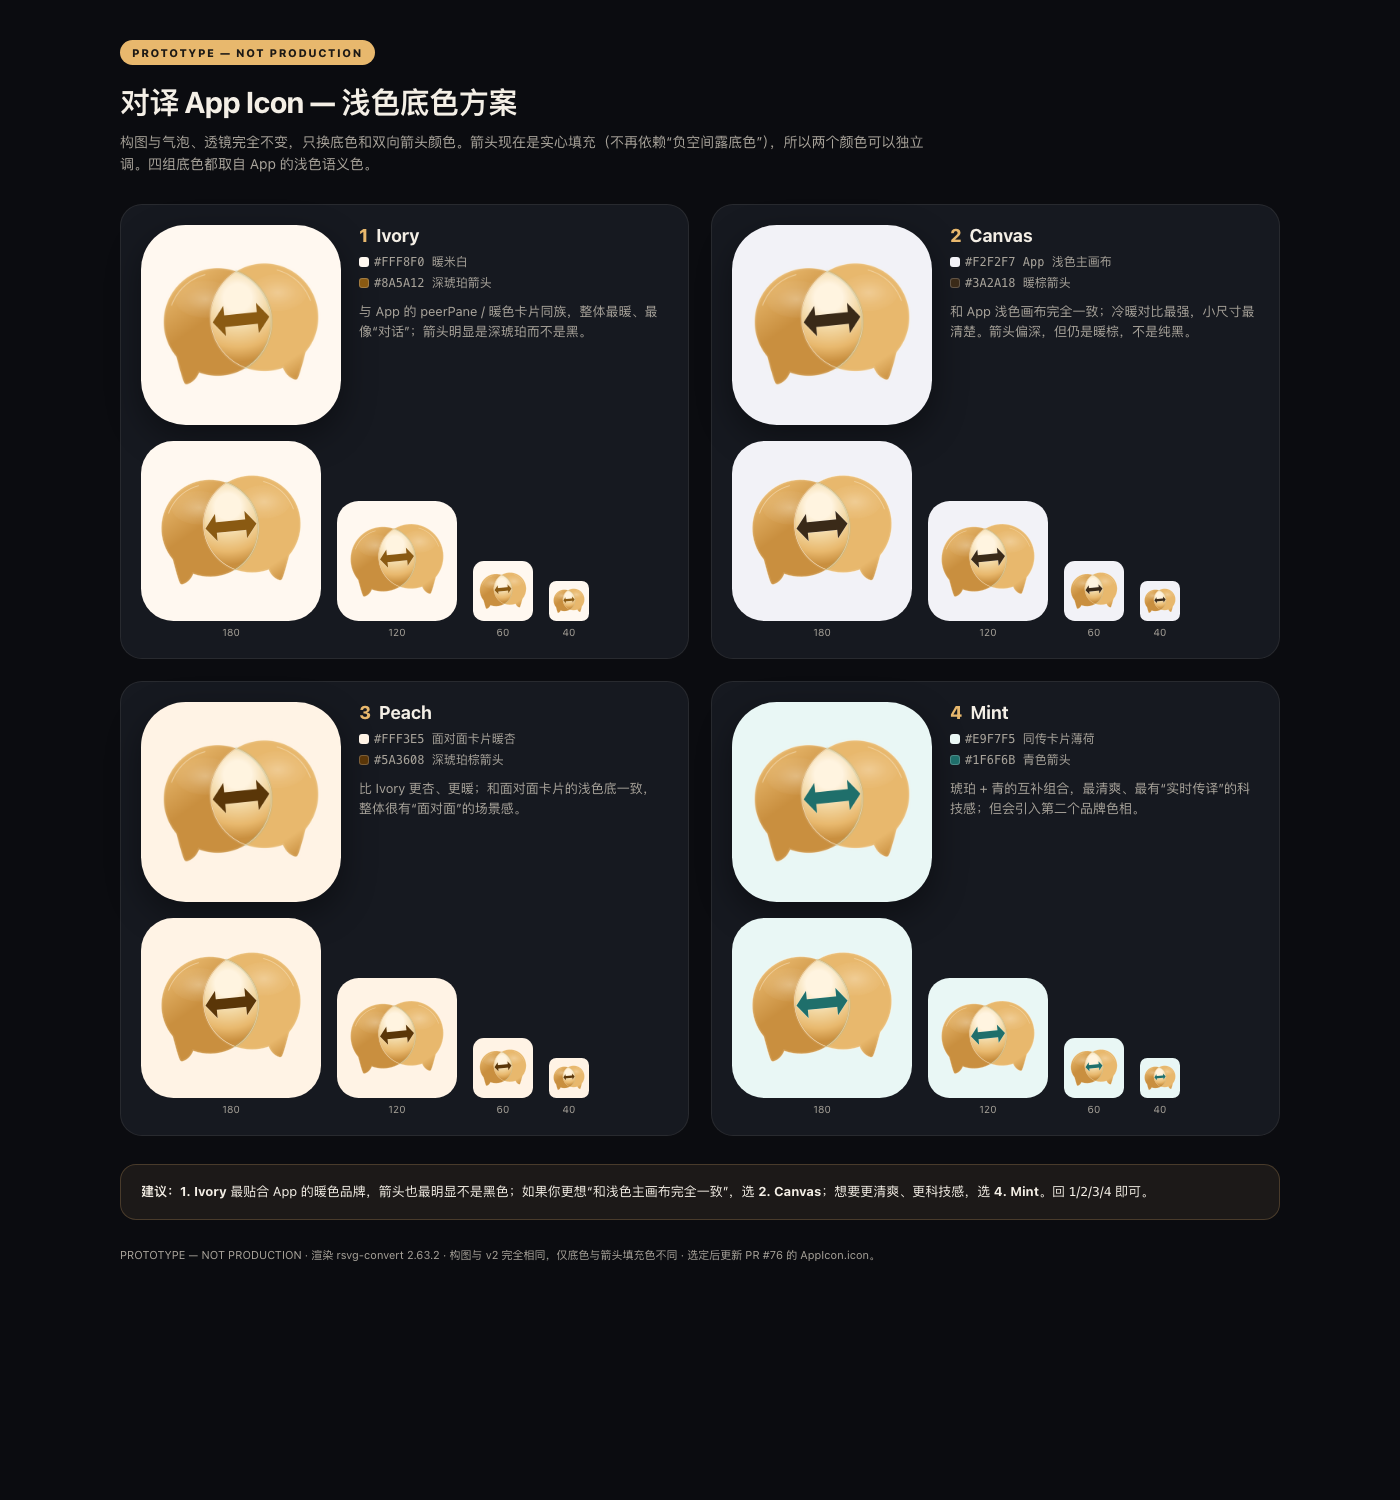 PROTOTYPE — NOT PRODUCTION
对译 App Icon — 浅色底色方案
构图与气泡、透镜完全不变，只换底色和双向箭头颜色。箭头现在是实心填充（不再依赖“负空间露底色”），所以两个颜色可以独立
调。四组底色都取自 App 的浅色语义色。
1 Ivory
#FFF8F0 暖米白
#8A5A12 深琥珀箭头
与 App 的 peerPane / 暖色卡片同族，整体最暖、最
像“对话”；箭头明显是深琥珀而不是黑。
180
120
60
40
2 Canvas
#F2F2F7 App 浅色主画布
#3A2A18 暖棕箭头
和 App 浅色画布完全一致；冷暖对比最强，小尺寸最
清楚。箭头偏深，但仍是暖棕，不是纯黑。
180
120
60
40
3 Peach
#FFF3E5 面对面卡片暖杏
#5A3608 深琥珀棕箭头
比 Ivory 更杏、更暖；和面对面卡片的浅色底一致，
整体很有“面对面”的场景感。
180
120
60
40
4 Mint
#E9F7F5 同传卡片薄荷
#1F6F6B 青色箭头
琥珀 + 青的互补组合，最清爽、最有“实时传译”的科
技感；但会引入第二个品牌色相。
180
120
60
40
建议：1. Ivory 最贴合 App 的暖色品牌，箭头也最明显不是黑色；如果你更想“和浅色主画布完全一致”，选 2. Canvas；想要更清爽、更科技感，选 4. Mint。回 1/2/3/4 即可。
PROTOTYPE — NOT PRODUCTION · 渲染 rsvg-convert 2.63.2 · 构图与 v2 完全相同，仅底色与箭头填充色不同 · 选定后更新 PR #76 的 AppIcon.icon。